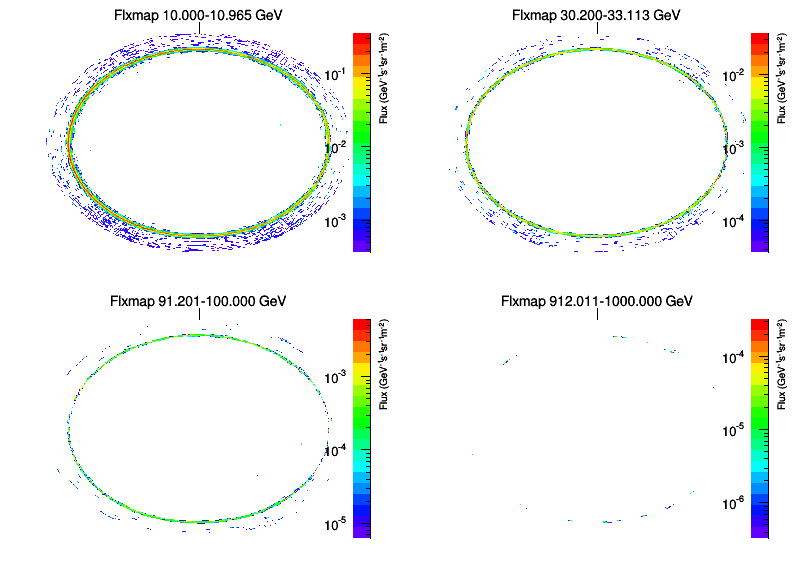 Flxmap 10.000-10.965 GeV
10⁻¹
10⁻²
10⁻³
Flux (GeV⁻¹s⁻¹sr⁻¹m⁻²)
Flxmap 30.200-33.113 GeV
10⁻²
10⁻³
10⁻⁴
Flux (GeV⁻¹s⁻¹sr⁻¹m⁻²)
Flxmap 91.201-100.000 GeV
10⁻³
10⁻⁴
10⁻⁵
Flux (GeV⁻¹s⁻¹sr⁻¹m⁻²)
Flxmap 912.011-1000.000 GeV
10⁻⁴
10⁻⁵
10⁻⁶
Flux (GeV⁻¹s⁻¹sr⁻¹m⁻²)